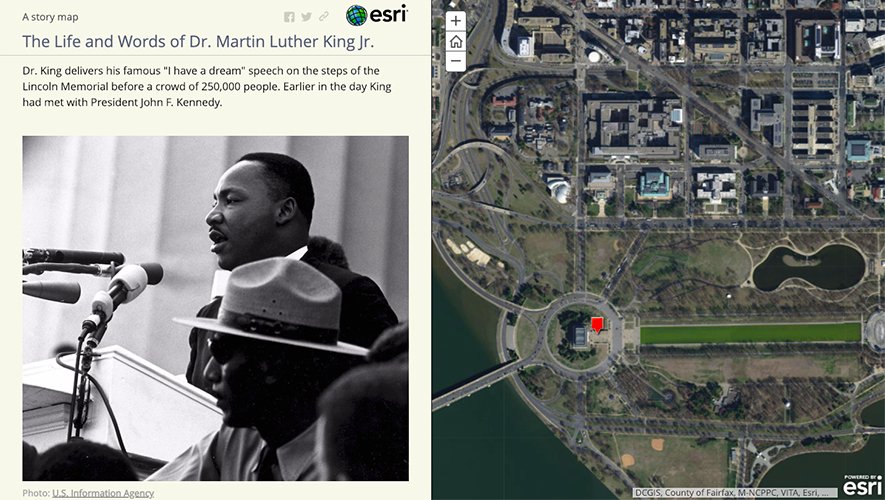 A story map
esri
The Life and Words of Dr. Martin Luther King Jr.
Dr. King delivers his famous "I have a dream" speech on the steps of the
Lincoln Memorial before a crowd of 250,000 people. Earlier in the day King
had met with President John F. Kennedy.
Photo: U.S. Information Agency
DCGIS, County of Fairfax, M-NCPPC, VITA, Esri, ...
POWERED BY
esri